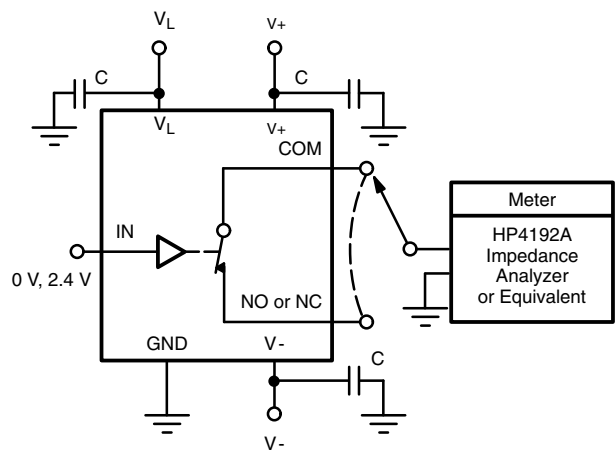 VL
V+
C
C
VL
V+
COM
Meter
HP4192A
Impedance
Analyzer
or Equivalent
IN
0 V, 2.4 V
NO or NC
GND
V-
C
V-